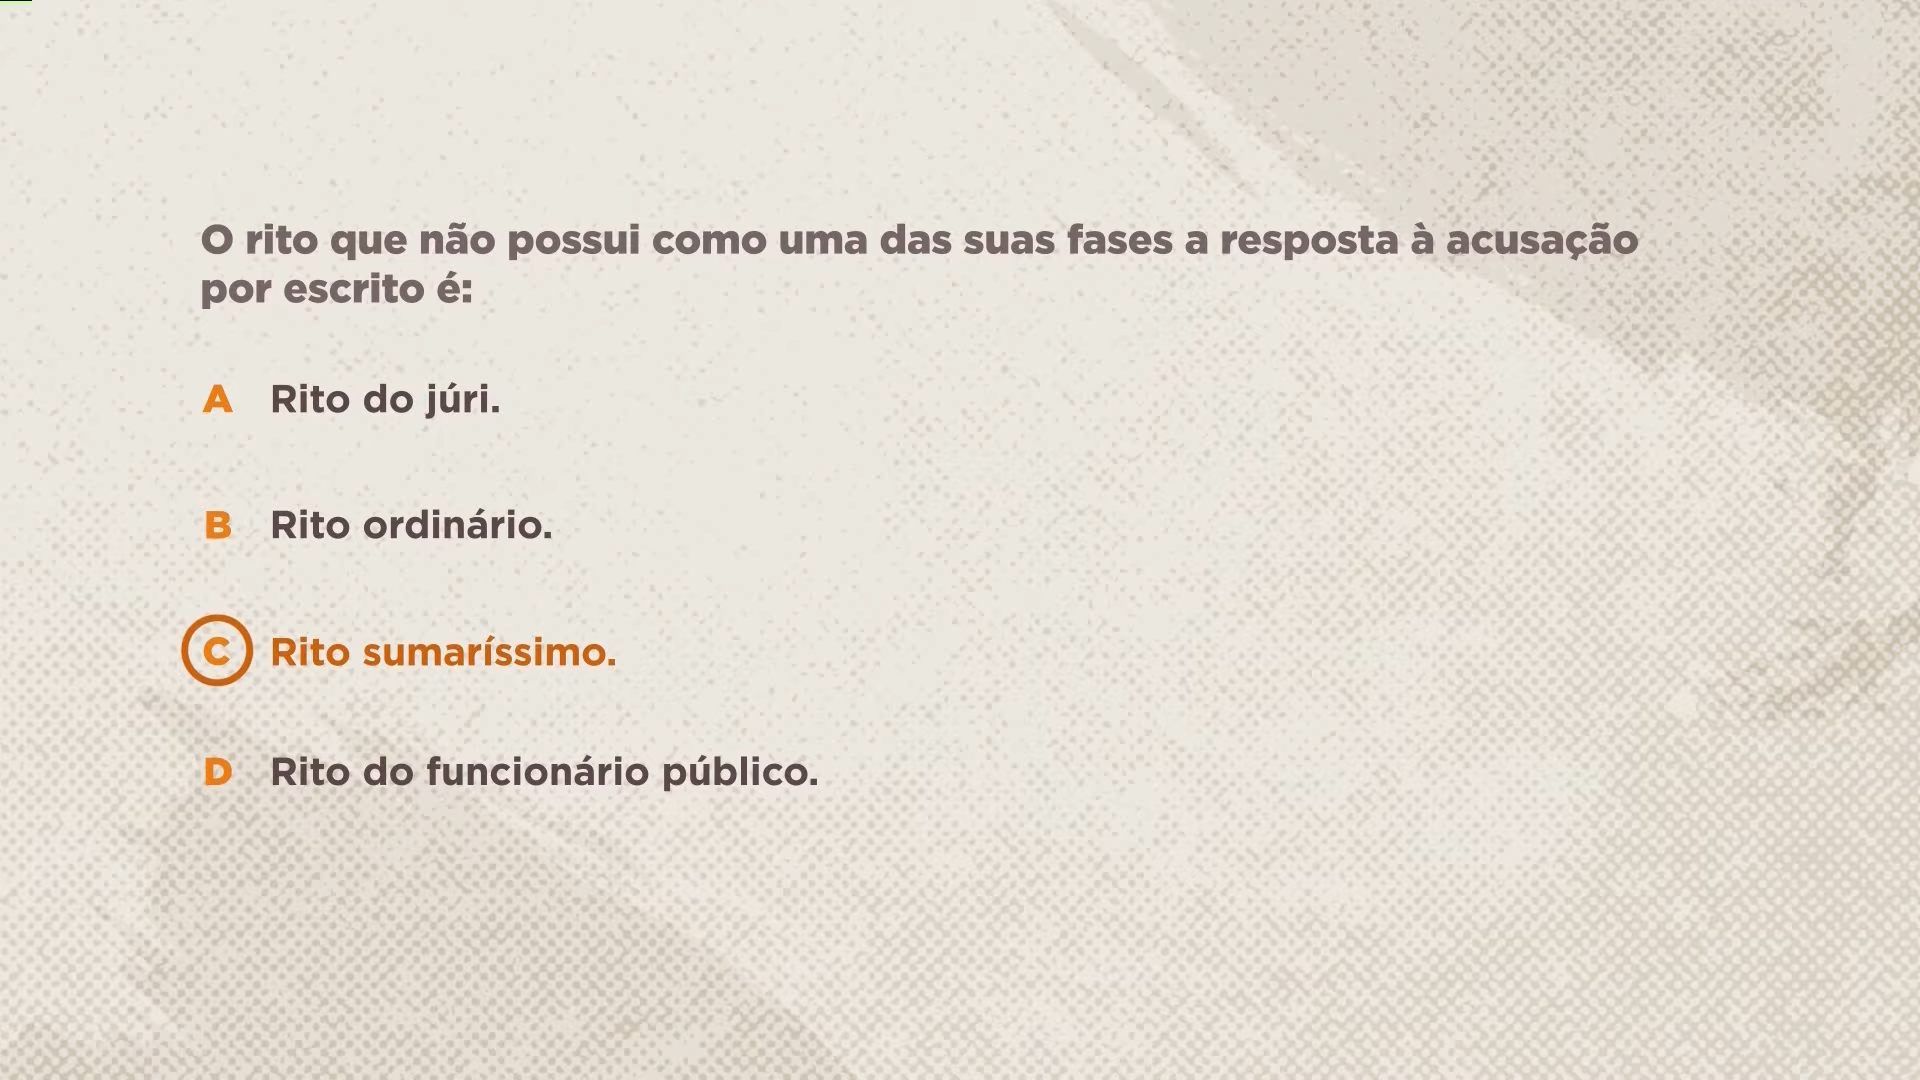 O rito que não possui como uma das suas fases a resposta à acusação
por escrito é:
A Rito do júri.
B Rito ordinário.
C Rito sumaríssimo.
D Rito do funcionário público.